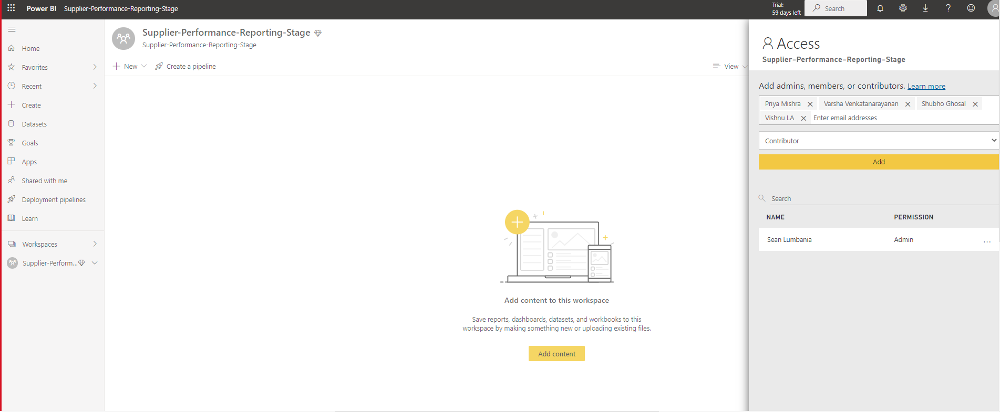 Power BI Supplier-Performance-Reporting-Stage
Trial:
59 days left
Search
Home
Favorites
Recent
Create
Datasets
Goals
Apps
Shared with me
Deployment pipelines
Learn
Workspaces
Supplier-Perform...
Supplier-Performance-Reporting-Stage
Supplier-Performance-Reporting-Stage
New
Create a pipeline
View
Add content to this workspace
Save reports, dashboards, datasets, and workbooks to this
workspace by making something new or uploading existing files.
Add content
Access
Supplier-Performance-Reporting-Stage
Add admins, members, or contributors. Learn more
Priya Mishra Varsha Venkatanarayanan Shubho Ghosal
Vishnu LA Enter email addresses
Contributor
Add
Search
NAME PERMISSION
Sean Lumbania Admin ...